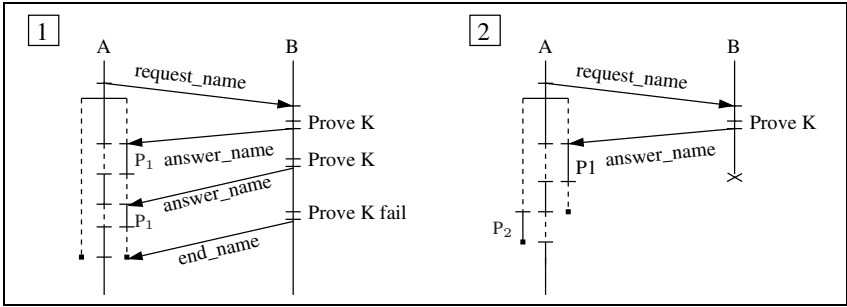 1
A
B
request_name
Prove K
P₁
answer_name
Prove K
answer_name
P₁
Prove K fail
end_name
2
A
B
request_name
Prove K
answer_name
P1
P₂